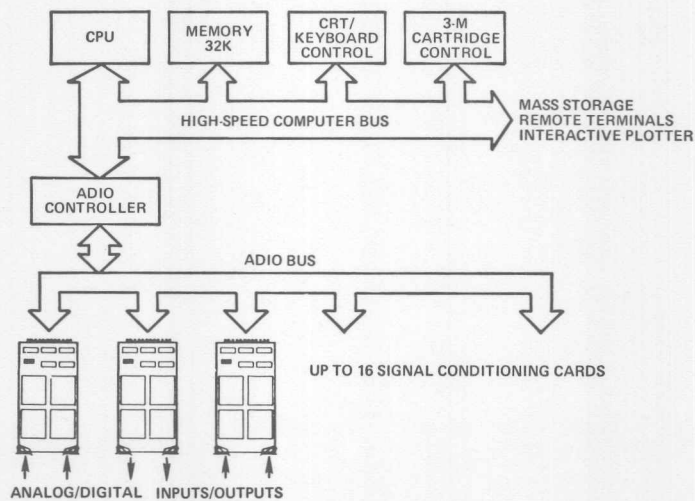 CPU
MEMORY
32K
CRT/
KEYBOARD
CONTROL
3-M
CARTRIDGE
CONTROL
HIGH-SPEED COMPUTER BUS
MASS STORAGE
REMOTE TERMINALS
INTERACTIVE PLOTTER
ADIO
CONTROLLER
ADIO BUS
UP TO 16 SIGNAL CONDITIONING CARDS
ANALOG/DIGITAL INPUTS/OUTPUTS